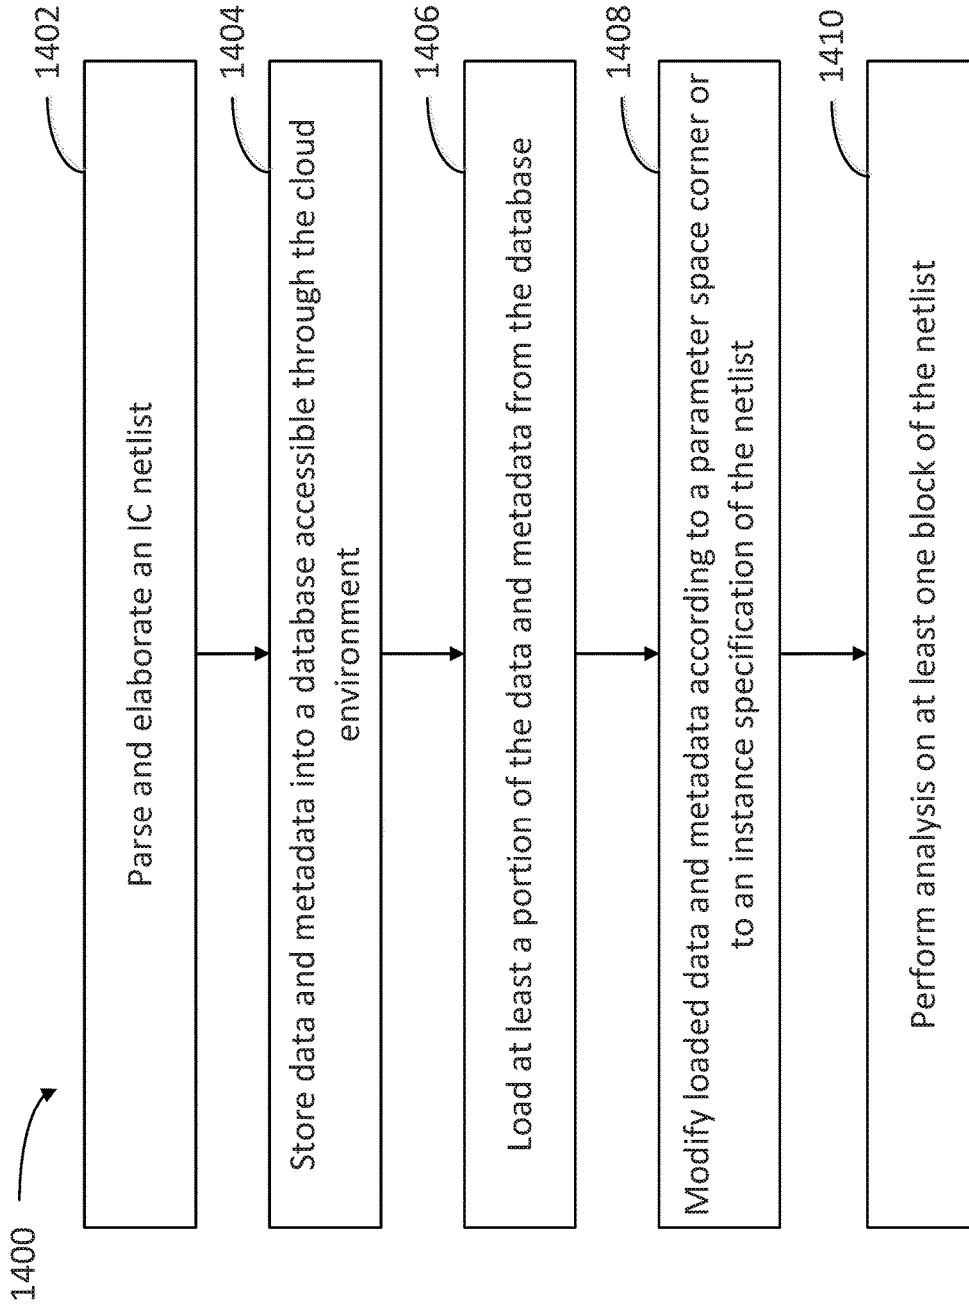 1400
1402
Parse and elaborate an IC netlist
1404
Store data and metadata into a database accessible through the cloud
environment
1406
Load at least a portion of the data and metadata from the database
1408
Modify loaded data and metadata according to a parameter space corner or
to an instance specification of the netlist
1410
Perform analysis on at least one block of the netlist